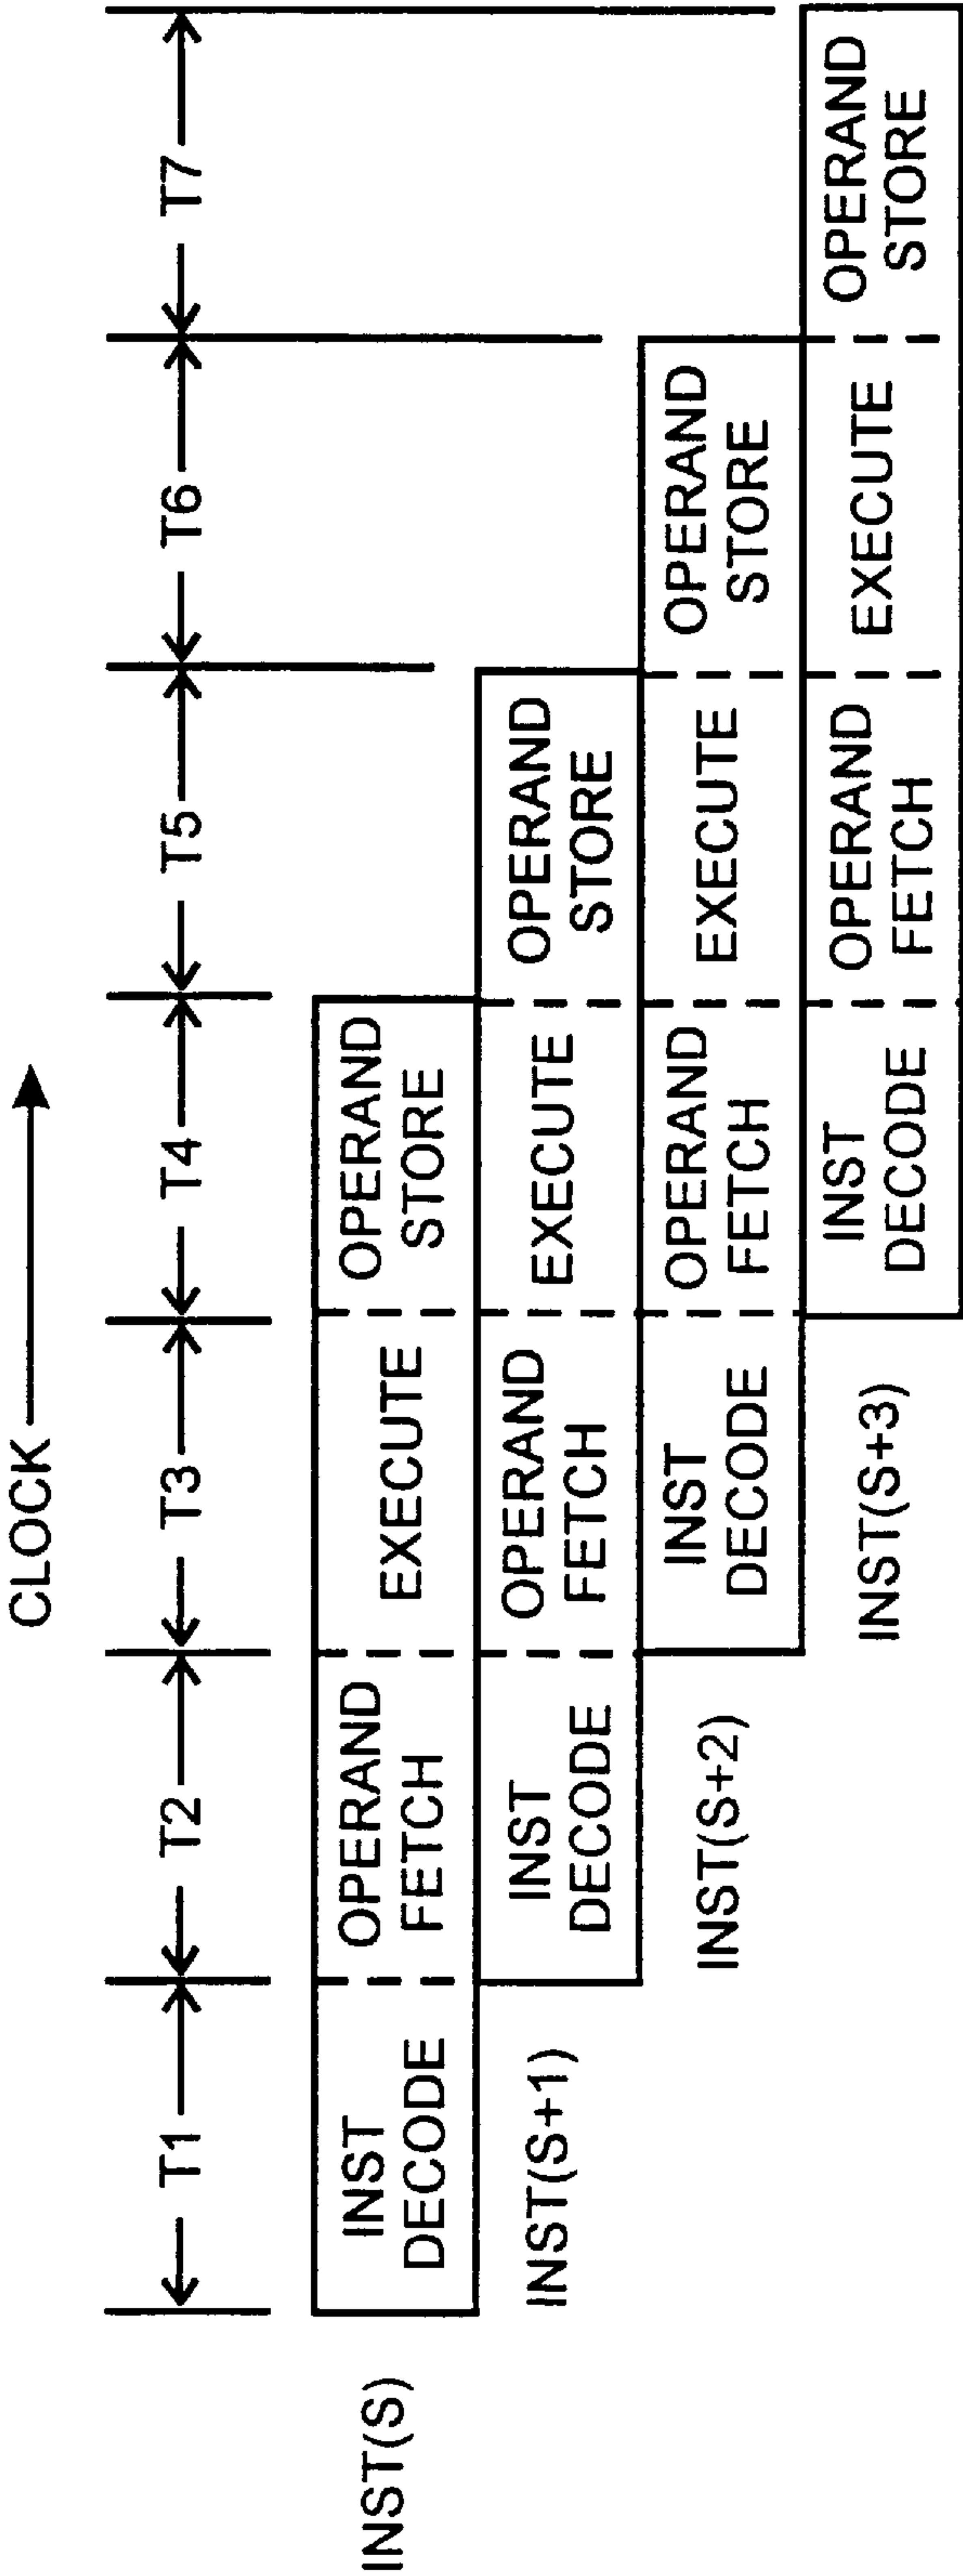 CLOCK
T1 T2 T3 T4 T5 T6 T7
INST(S)
INST
DECODE
OPERAND
FETCH
EXECUTE
OPERAND
STORE
INST(S+1)
INST
DECODE
OPERAND
FETCH
EXECUTE
OPERAND
STORE
INST(S+2)
INST
DECODE
OPERAND
FETCH
EXECUTE
OPERAND
STORE
INST(S+3)
INST
DECODE
OPERAND
FETCH
EXECUTE
OPERAND
STORE